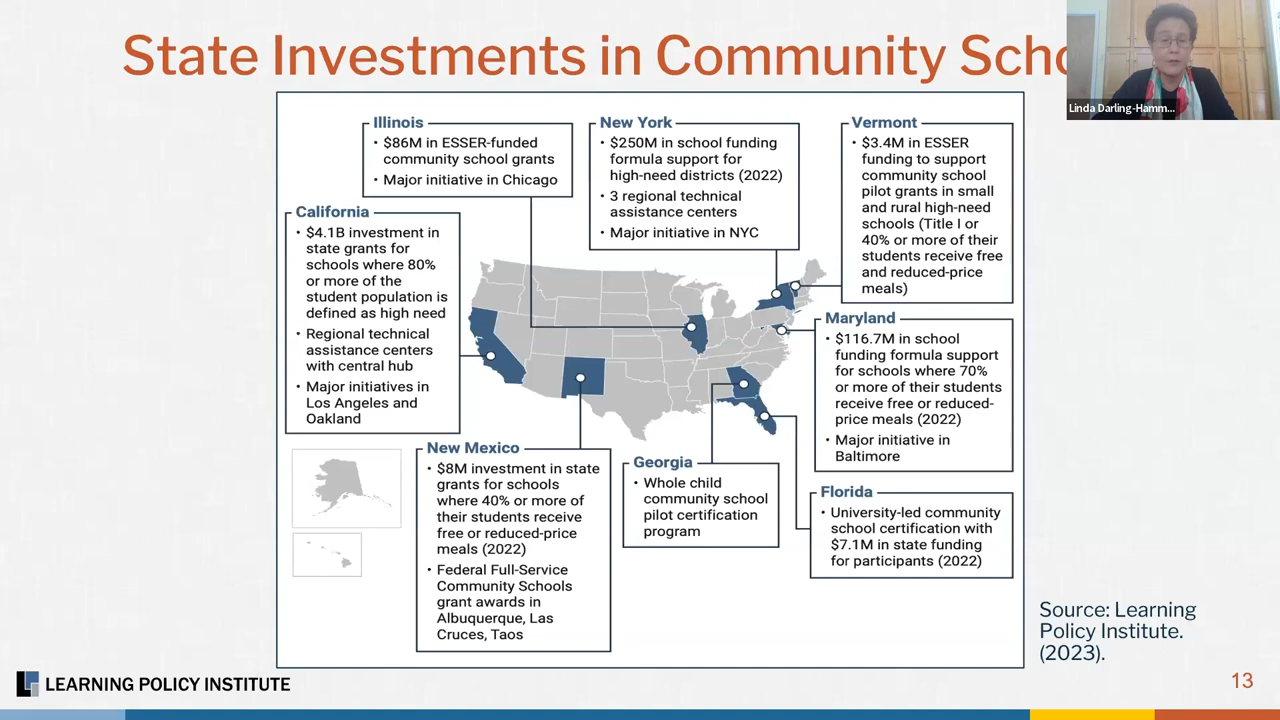 State Investments in Community Scho
Linda Darling-Hamm...
Illinois
• $86M in ESSER-funded
community school grants
• Major initiative in Chicago
New York
• $250M in school funding
formula support for
high-need districts (2022)
• 3 regional technical
assistance centers
• Major initiative in NYC
Vermont
• $3.4M in ESSER
funding to support
community school
pilot grants in small
and rural high-need
schools (Title I or
40% or more of their
students receive free
and reduced-price
meals)
California
• $4.1B investment in
state grants for
schools where 80%
or more of the
student population is
defined as high need
• Regional technical
assistance centers
with central hub
• Major initiatives in
Los Angeles and
Oakland
Maryland
• $116.7M in school
funding formula support
for schools where 70%
or more of their students
receive free or reduced-
price meals (2022)
• Major initiative in
Baltimore
New Mexico
• $8M investment in state
grants for schools
where 40% or more of
their students receive
free or reduced-price
meals (2022)
• Federal Full-Service
Community Schools
grant awards in
Albuquerque, Las
Cruces, Taos
Georgia
• Whole child
community school
pilot certification
program
Florida
• University-led community
school certification with
$7.1M in state funding
for participants (2022)
Source: Learning
Policy Institute.
(2023).
LEARNING POLICY INSTITUTE
13